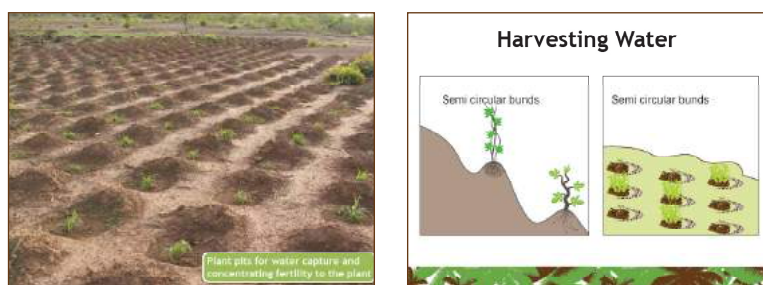 Plant pits for water capture and
concentrating fertility to the plant
Harvesting Water
Semi circular bunds
Semi circular bunds